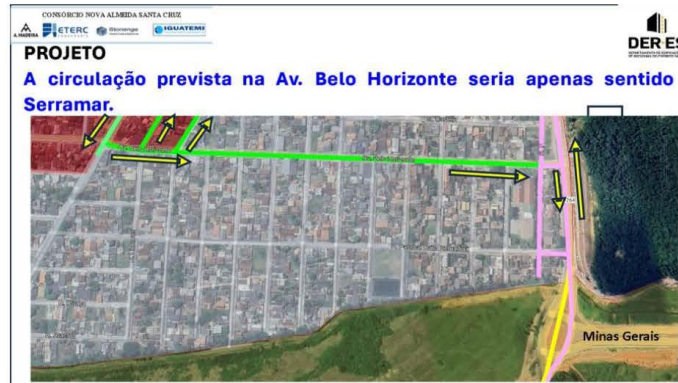 CONSÓRCIO NOVA ALMEIDA SANTA CRUZ
A. MADEIRA ETERC Stonenge IGUATEMI
DER-ES
PROJETO
A circulação prevista na Av. Belo Horizonte seria apenas sentido
Serramar.
Minas Gerais